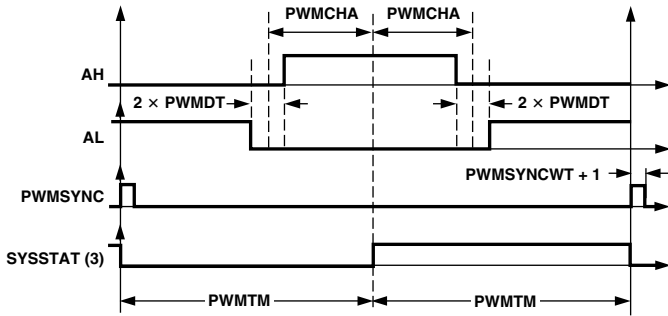 PWMCHA PWMCHA
AH
2 × PWMDT 2 × PWMDT
AL
PWMSYNCWT + 1
PWMSYNC
SYSSTAT (3)
PWMTM PWMTM